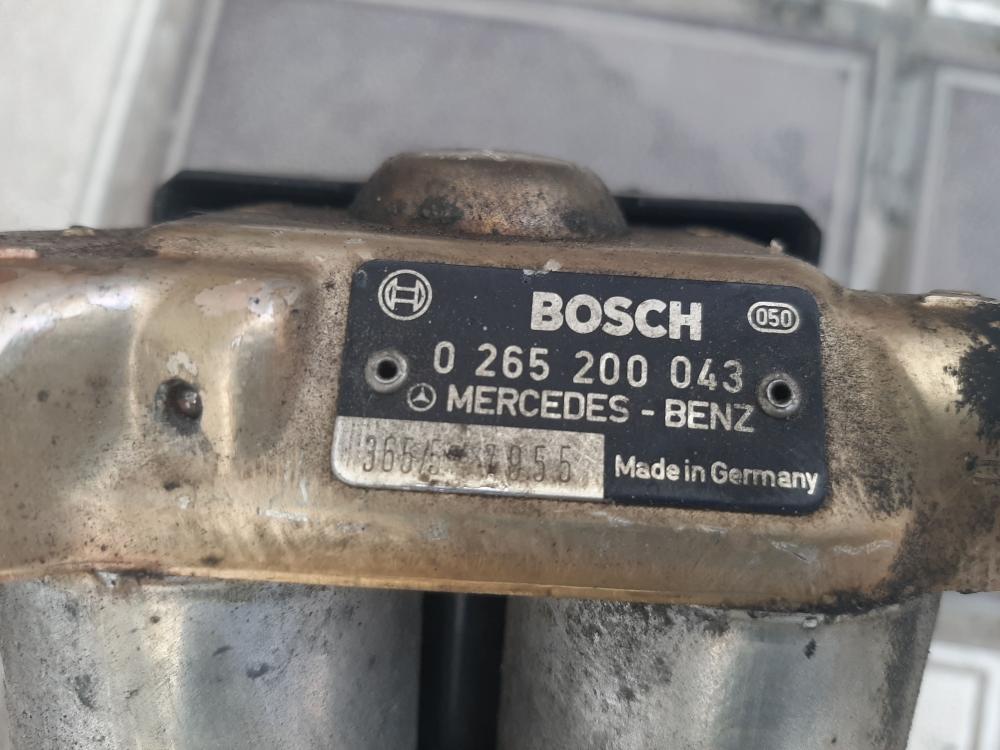 BOSCH
050
0 265 200 043
MERCEDES - BENZ
Made in Germany